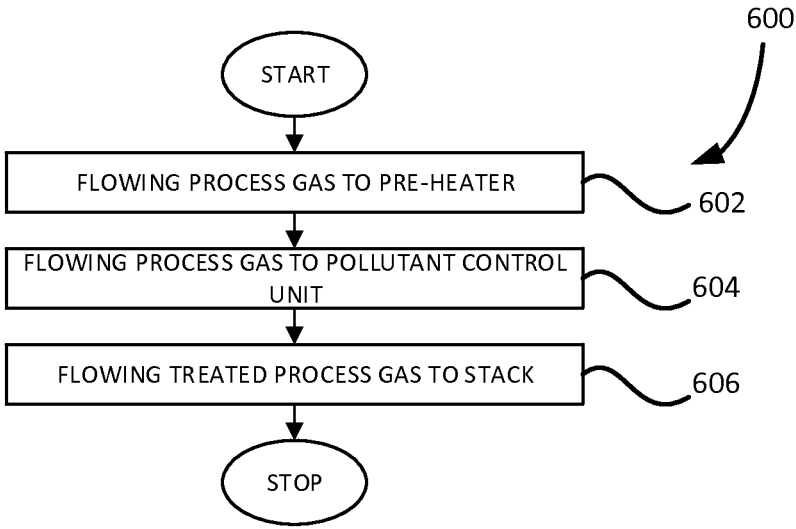 600
START
FLOWING PROCESS GAS TO PRE-HEATER
602
FLOWING PROCESS GAS TO POLLUTANT CONTROL
UNIT
604
FLOWING TREATED PROCESS GAS TO STACK
606
STOP